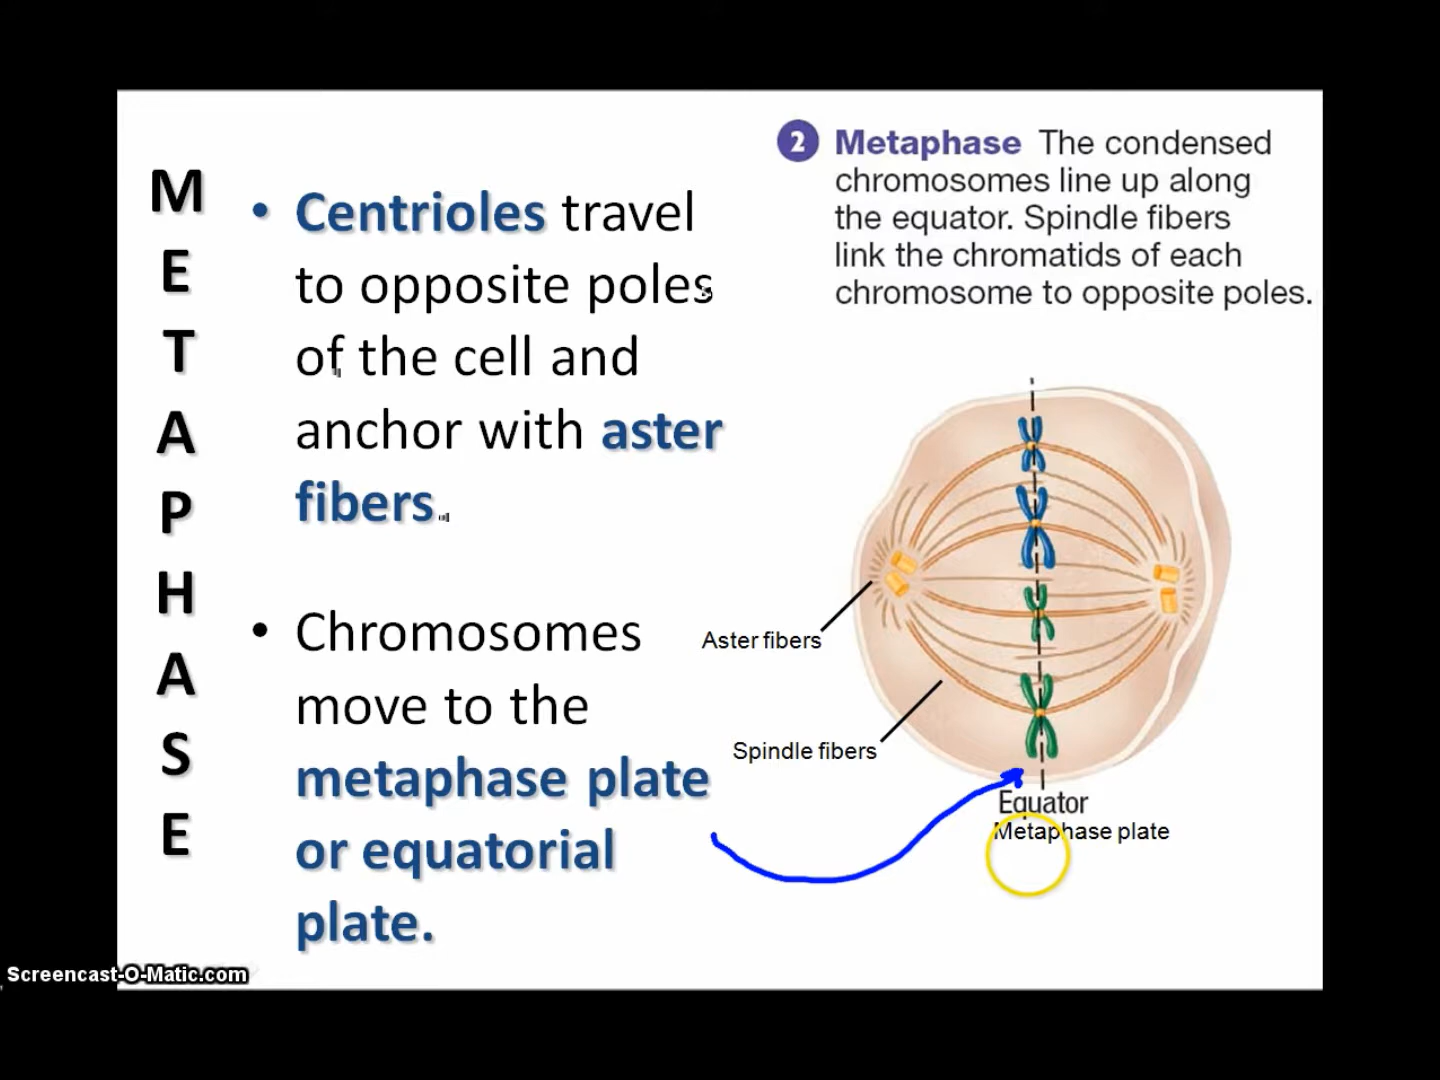 METAPHASE
• Centrioles travel
to opposite poles
of the cell and
anchor with aster
fibers.
• Chromosomes
move to the
metaphase plate
or equatorial
plate.
2 Metaphase The condensed
chromosomes line up along
the equator. Spindle fibers
link the chromatids of each
chromosome to opposite poles.
Aster fibers
Spindle fibers
Equator
Metaphase plate
Screencast-O-Matic.com